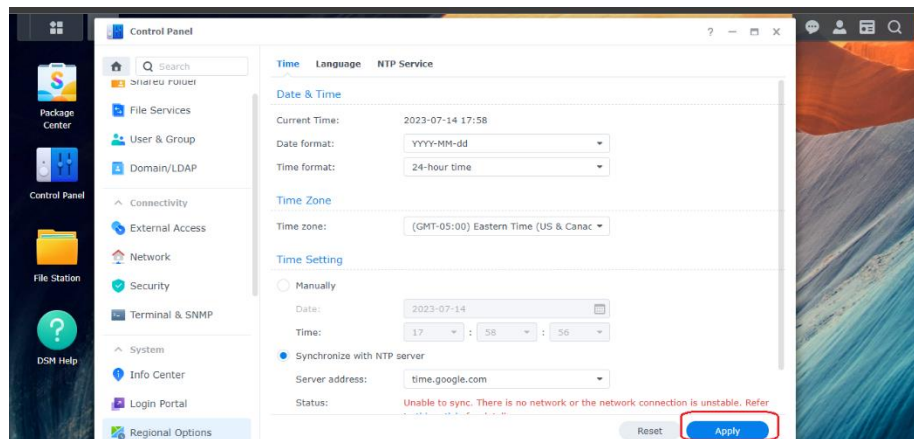 Control Panel
Search
Time Language NTP Service
Shared Folder
Date & Time
Package
Center
File Services
Current Time: 2023-07-14 17:58
User & Group
Date format: YYYY-MM-dd
Domain/LDAP
Time format: 24-hour time
Control Panel
Connectivity
Time Zone
External Access
Time zone: (GMT-05:00) Eastern Time (US & Canac
Network
Time Setting
File Station
Security
Manually
Terminal & SNMP
Date: 2023-07-14
Time: 17 : 58 : 56
System
Synchronize with NTP server
DSM Help
Info Center
Server address: time.google.com
Login Portal
Status: Unable to sync. There is no network or the network connection is unstable. Refer
Regional Options
Reset Apply